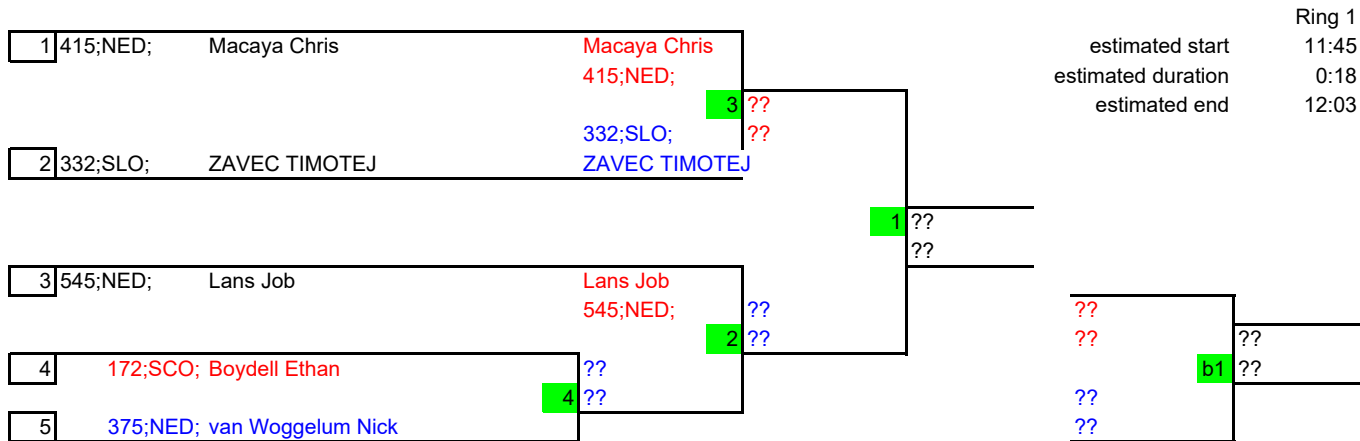 Ring 1
1 415;NED; Macaya Chris Macaya Chris estimated start 11:45
415;NED; estimated duration 0:18
3 ?? estimated end 12:03
332;SLO; ??
2 332;SLO; ZAVEC TIMOTEJ ZAVEC TIMOTEJ
1 ??
??
3 545;NED; Lans Job Lans Job
545;NED; ?? ??
2 ?? ?? ??
4 172;SCO; Boydell Ethan ?? b1 ??
4 ?? ??
5 375;NED; van Woggelum Nick ??